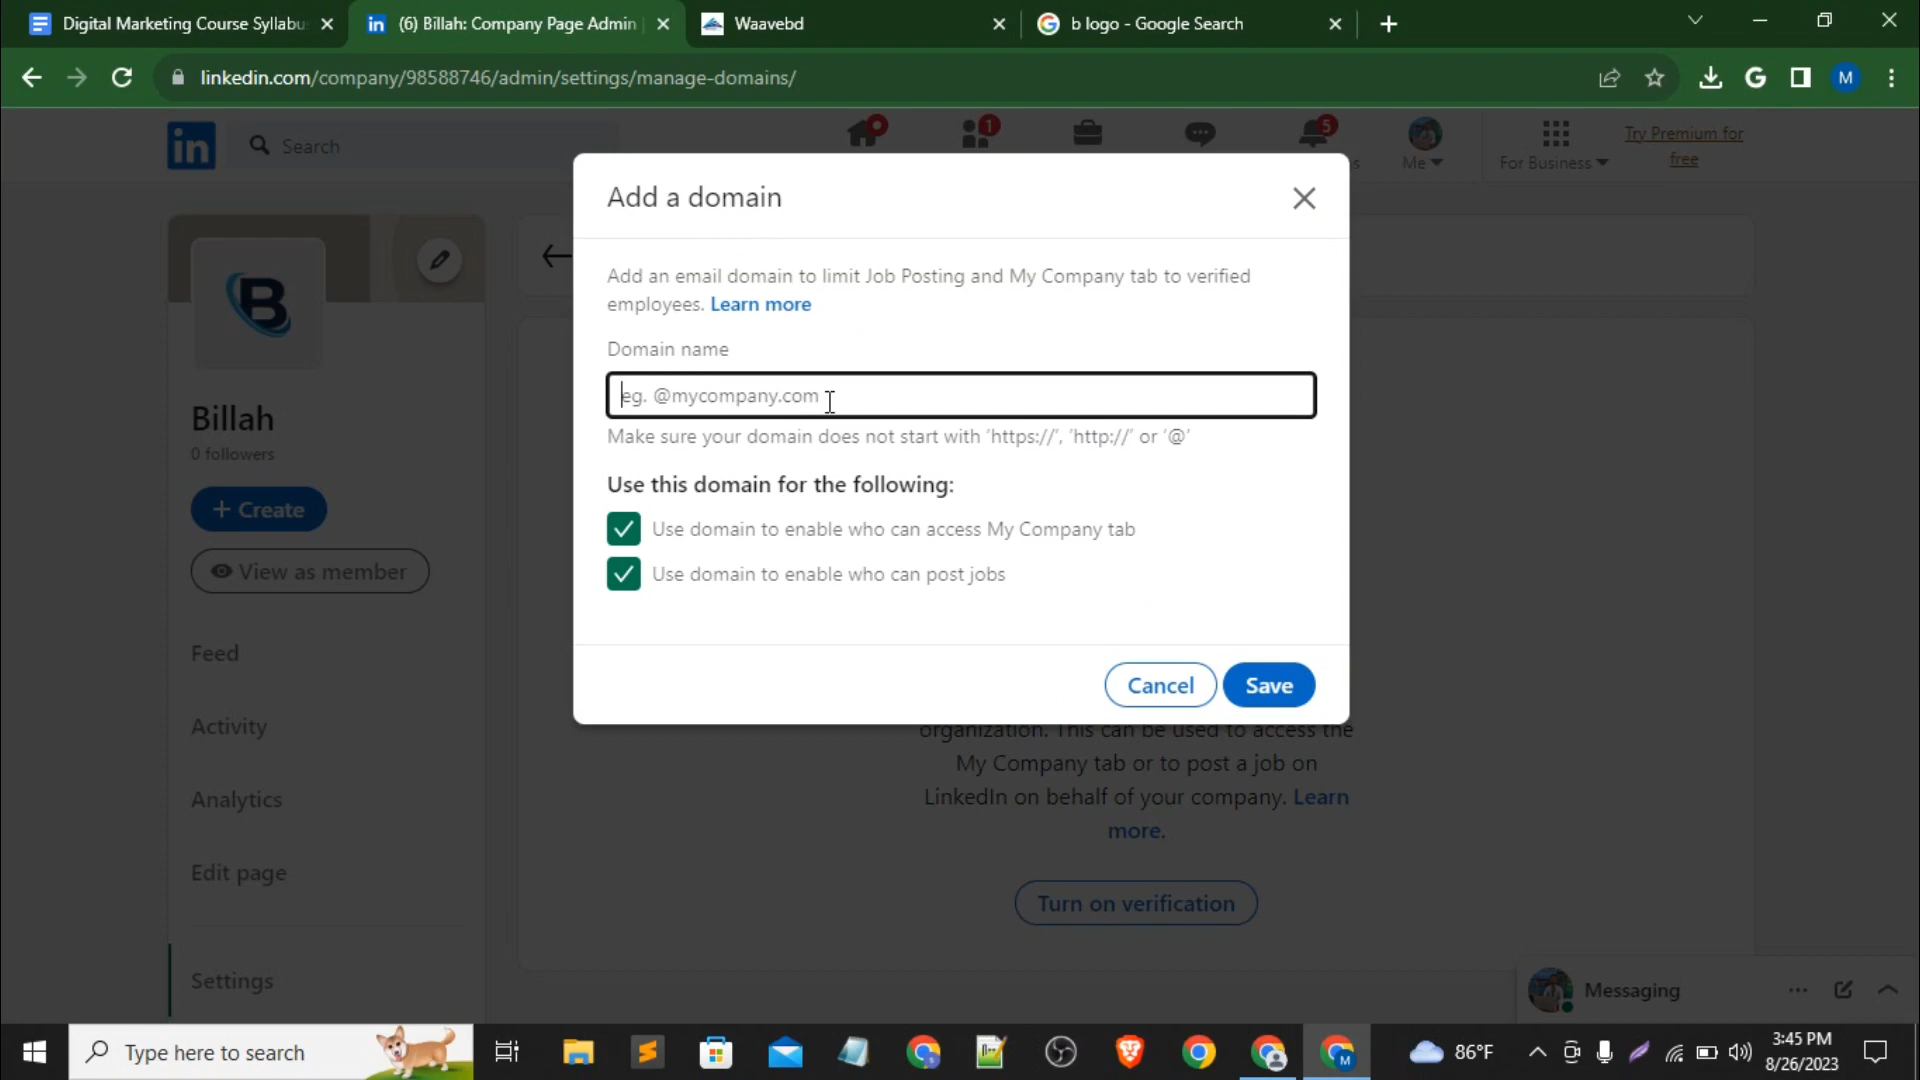 Digital Marketing Course Syllabu
(6) Billah: Company Page Admin
Waavebd
b logo - Google Search
linkedin.com/company/98588746/admin/settings/manage-domains/
M
in
Search
1
5
Me
For Business
Try Premium for
free
Add a domain
Add an email domain to limit Job Posting and My Company tab to verified
employees. Learn more
Domain name
eg. @mycompany.com
Make sure your domain does not start with 'https://', 'http://' or '@'
Use this domain for the following:
Use domain to enable who can access My Company tab
Use domain to enable who can post jobs
Cancel
Save
B
Billah
0 followers
+ Create
View as member
Feed
Activity
Analytics
Edit page
Settings
organization. This can be used to access the
My Company tab or to post a job on
LinkedIn on behalf of your company. Learn
more.
Turn on verification
Messaging
Type here to search
86°F
3:45 PM
8/26/2023